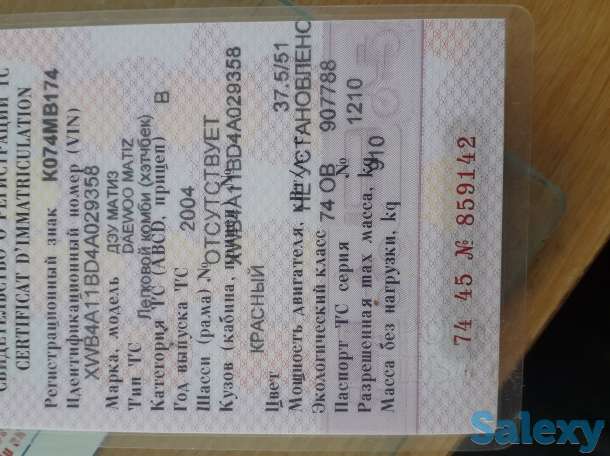 СВИДЕТЕЛЬСТВО О РЕГИСТРАЦИИ ТС
CERTIFICAT D'IMMATRICULATION
Регистрационный знак К074МВ174
Идентификационный номер (VIN)
XWB4A11BD4A029358
Марка, модель ДЭУ МАТИЗ
DAEWOO MATIZ
Тип ТС Легковой комби (хэтчбек)
Категория ТС (ABCD, прицеп) B
Год выпуска ТС 2004
Шасси (рама) № ОТСУТСТВУЕТ
Кузов (кабина, прицеп) № XWB4A11BD4A029358
Цвет КРАСНЫЙ
Мощность двигателя, кВт/л.с. 37.5/51
Экологический класс НЕ УСТАНОВЛЕНО
Паспорт ТС серия 74 ОВ № 907788
Разрешенная max масса, kg 1210
Масса без нагрузки, kg 910
74 45 № 859142
Salexy